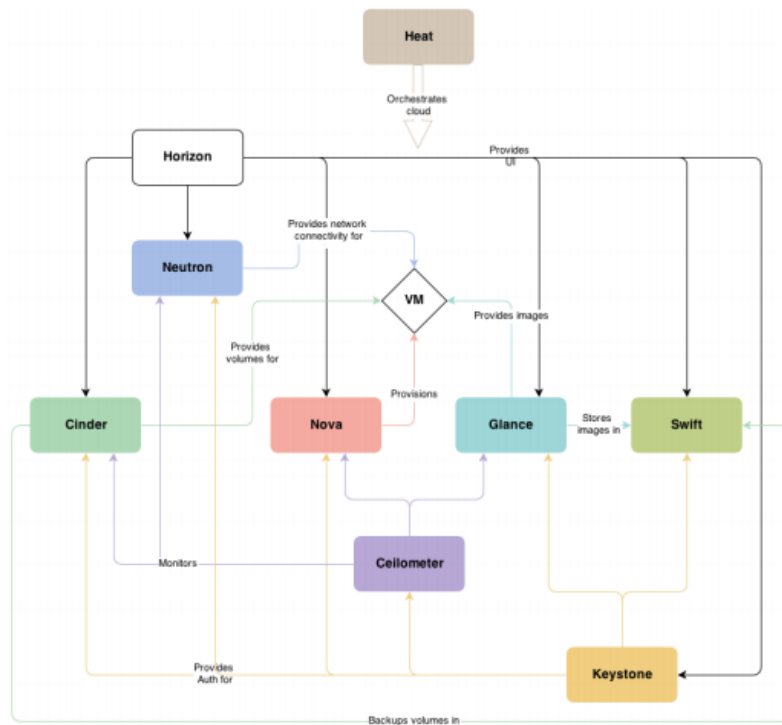 Heat
Orchestrates
cloud
Horizon
Provides
UI
Provides network
connectivity for
Neutron
VM
Provides images
Provides
volumes for
Provisions
Cinder
Nova
Glance
Stores
images in
Swift
Monitors
Ceilometer
Provides
Auth for
Keystone
Backups volumes in